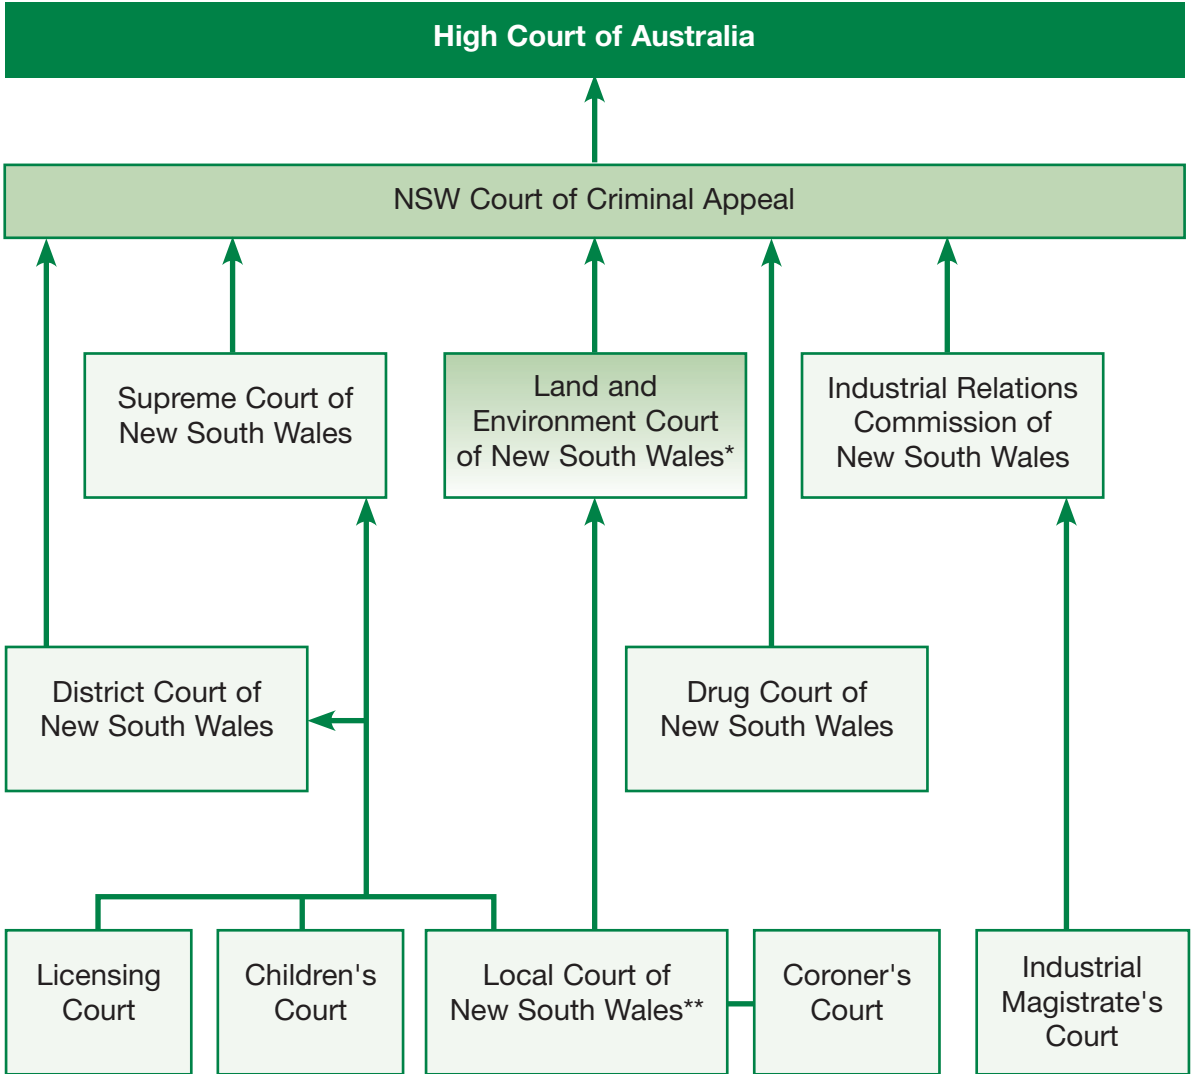 High Court of Australia
NSW Court of Criminal Appeal
Supreme Court of
New South Wales
Land and
Environment Court
of New South Wales*
Industrial Relations
Commission of
New South Wales
District Court of
New South Wales
Drug Court of
New South Wales
Licensing
Court
Children's
Court
Local Court of
New South Wales**
Coroner's
Court
Industrial
Magistrate's
Court